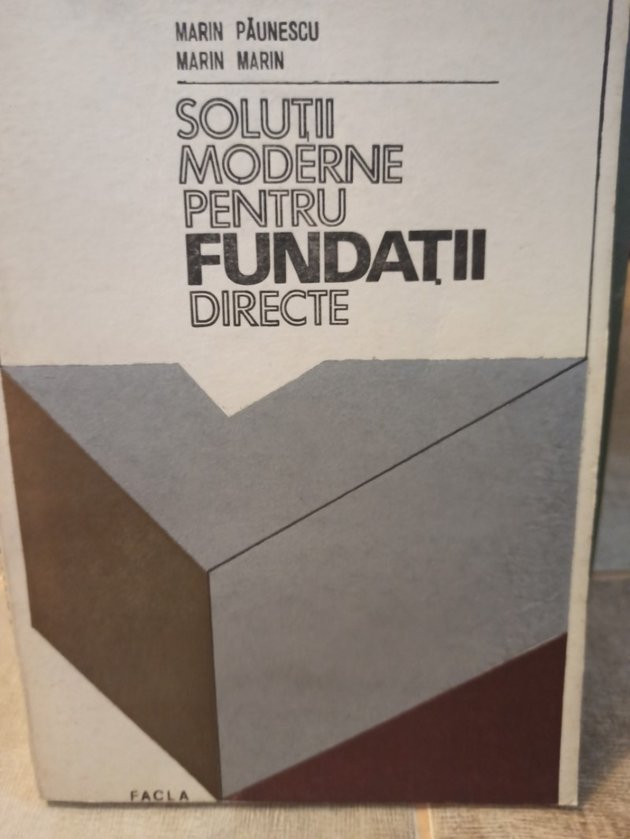 MARIN PĂUNESCU
MARIN MARIN
SOLUȚII
MODERNE
PENTRU
FUNDAȚII
DIRECTE
FACLA